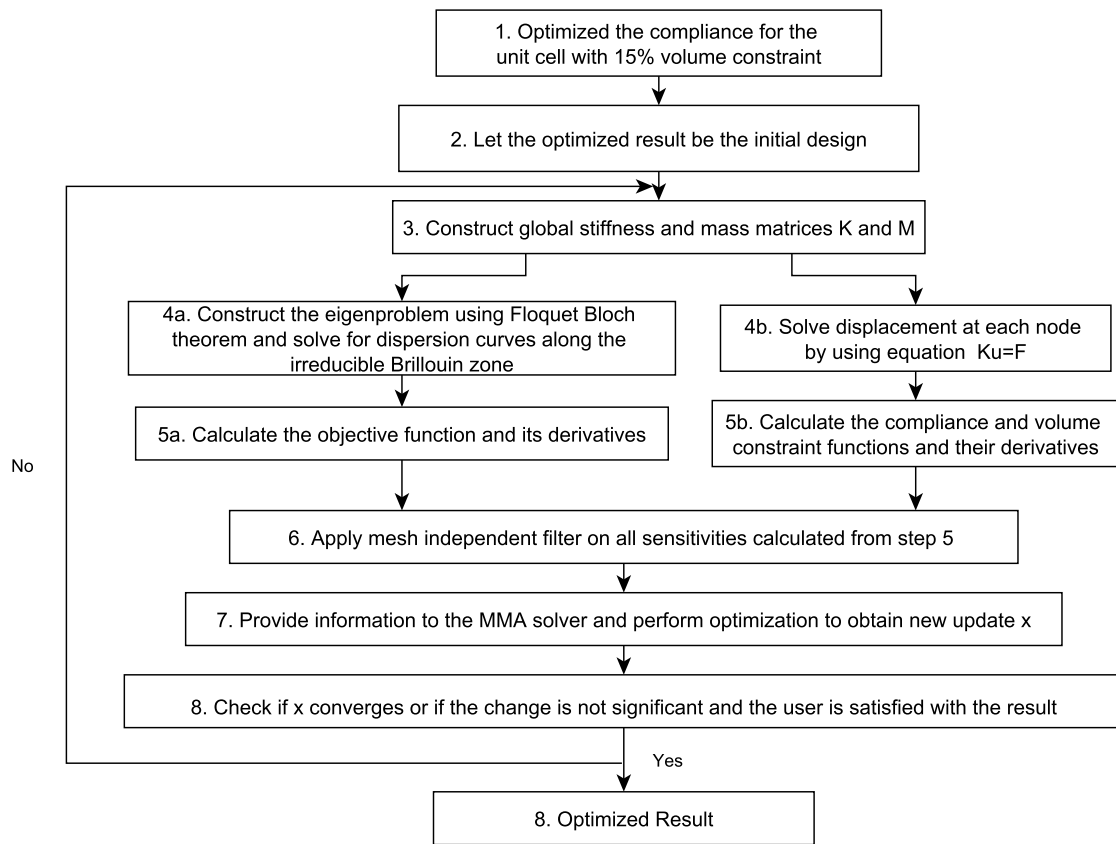 1. Optimized the compliance for the
unit cell with 15% volume constraint
2. Let the optimized result be the initial design
3. Construct global stiffness and mass matrices K and M
4a. Construct the eigenproblem using Floquet Bloch
theorem and solve for dispersion curves along the
irreducible Brillouin zone
4b. Solve displacement at each node
by using equation Ku=F
5a. Calculate the objective function and its derivatives
5b. Calculate the compliance and volume
constraint functions and their derivatives
No
6. Apply mesh independent filter on all sensitivities calculated from step 5
7. Provide information to the MMA solver and perform optimization to obtain new update x
8. Check if x converges or if the change is not significant and the user is satisfied with the result
Yes
8. Optimized Result